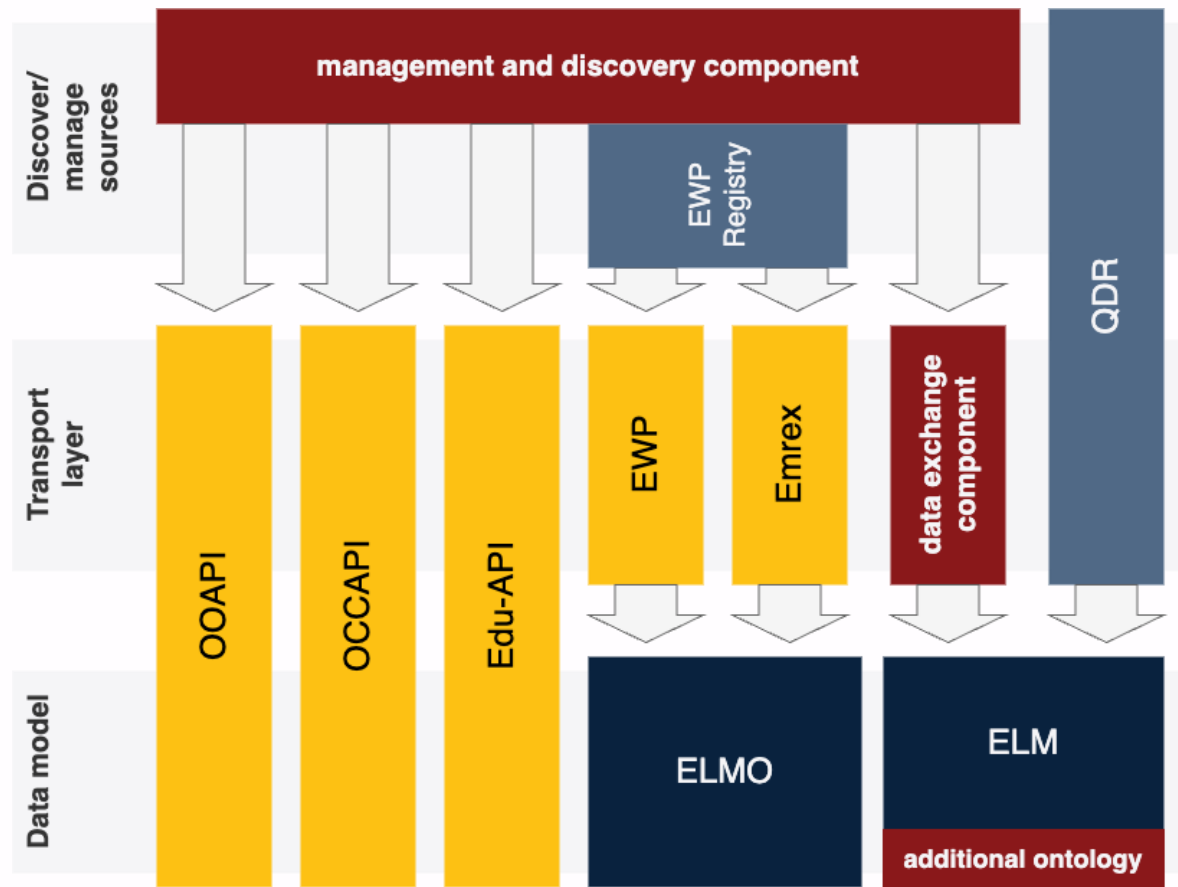 Discover/
manage
sources
management and discovery component
EWP
Registry
QDR
Transport
layer
OOAPI
OCCAPI
Edu-API
EWP
Emrex
data exchange
component
Data model
ELMO
ELM
additional ontology